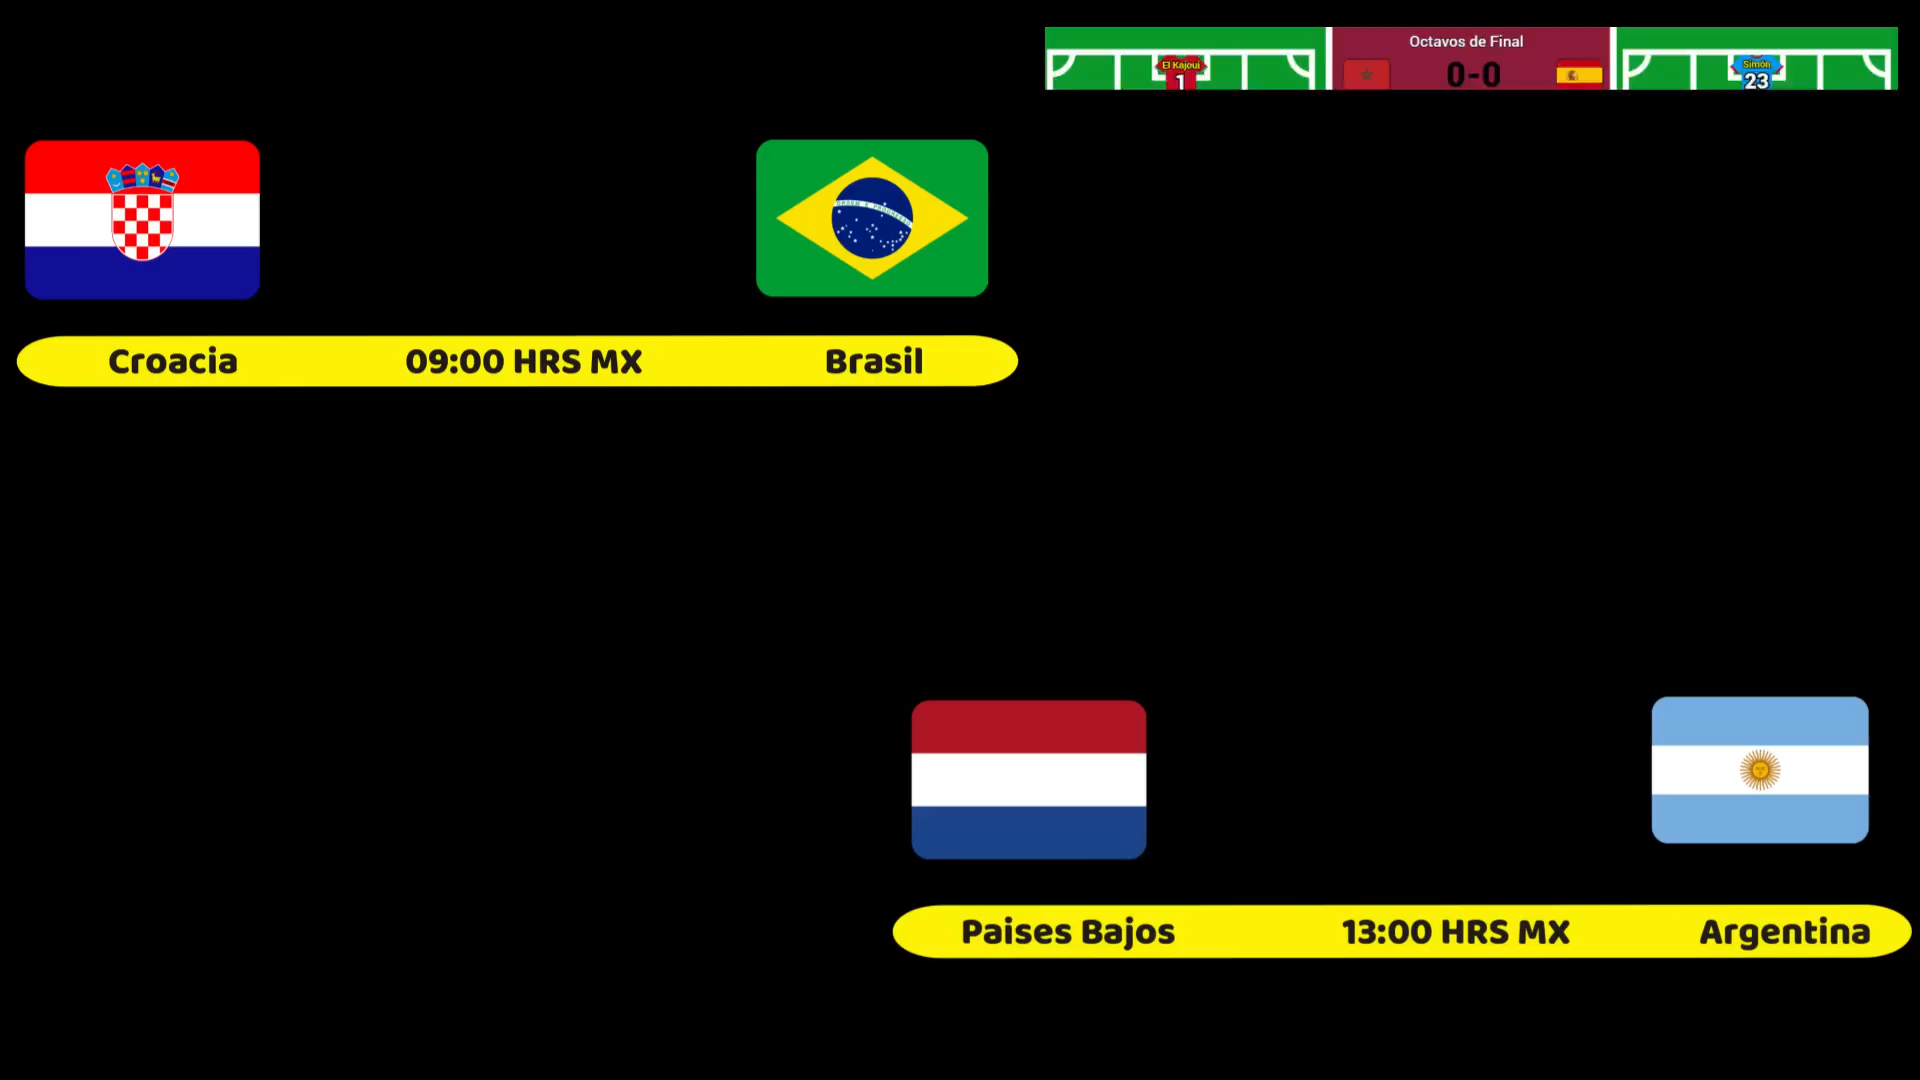 Octavos de Final
El Kajoui
1
0-0
Simón
23
Croacia 09:00 HRS MX Brasil
Paises Bajos 13:00 HRS MX Argentina